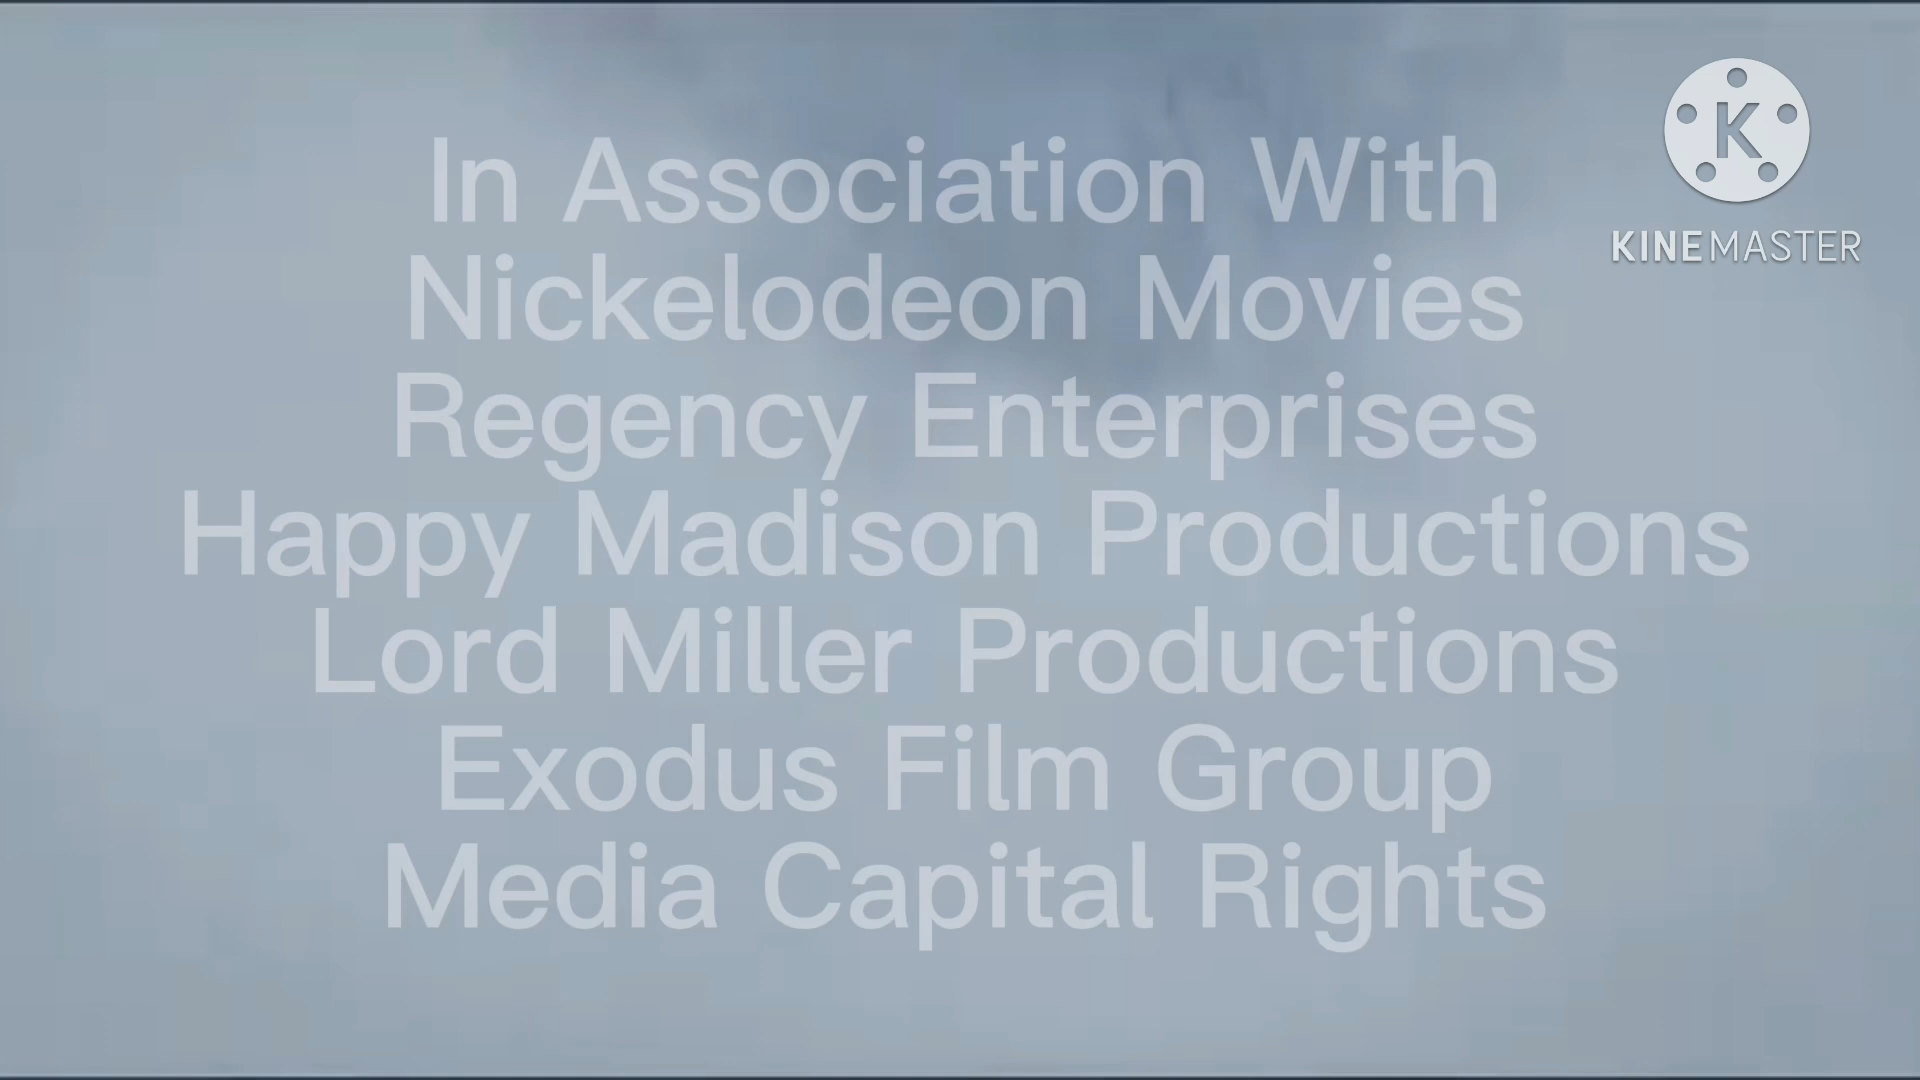 In Association With
Nickelodeon Movies
Regency Enterprises
Happy Madison Productions
Lord Miller Productions
Exodus Film Group
Media Capital Rights
K
KINEMASTER